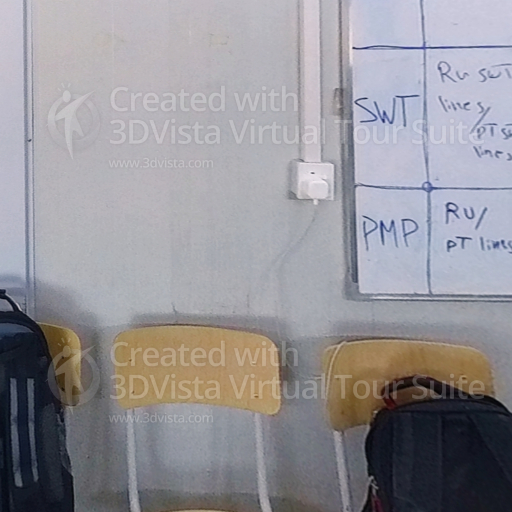 Created with
3DVista Virtual Tour Suite
www.3dvista.com
SWT
Ru SWT
lines/
PT SW
lines
PMP
RU/
PT lines
Created with
3DVista Virtual Tour Suite
www.3dvista.com